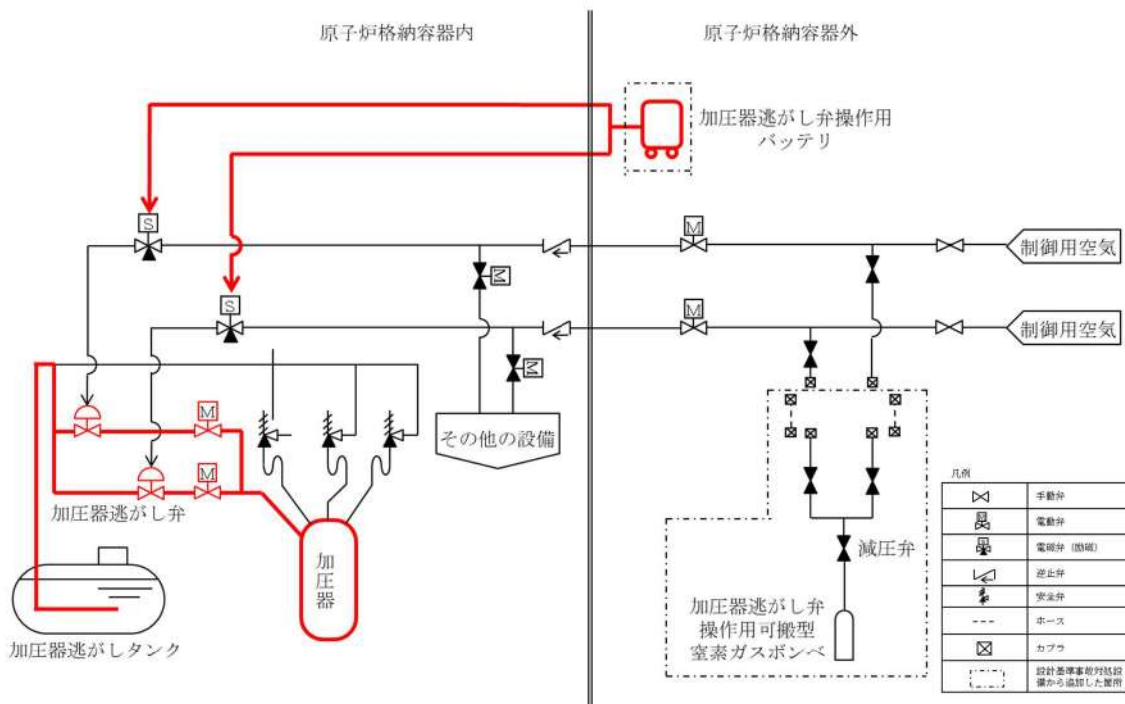 原子炉格納容器内
原子炉格納容器外
加圧器逃がし弁操作用
バッテリ
S
M
制御用空気
M
S
M
制御用空気
M
M
M
その他の設備
加圧器逃がし弁
加圧器
減圧弁
加圧器逃がし弁
操作用可搬型
窒素ガスボンベ
加圧器逃がしタンク
凡例
手動弁
電動弁
電磁弁（励磁）
逆止弁
安全弁
ホース
カプラ
設計基準事故対処設
備から追加した箇所